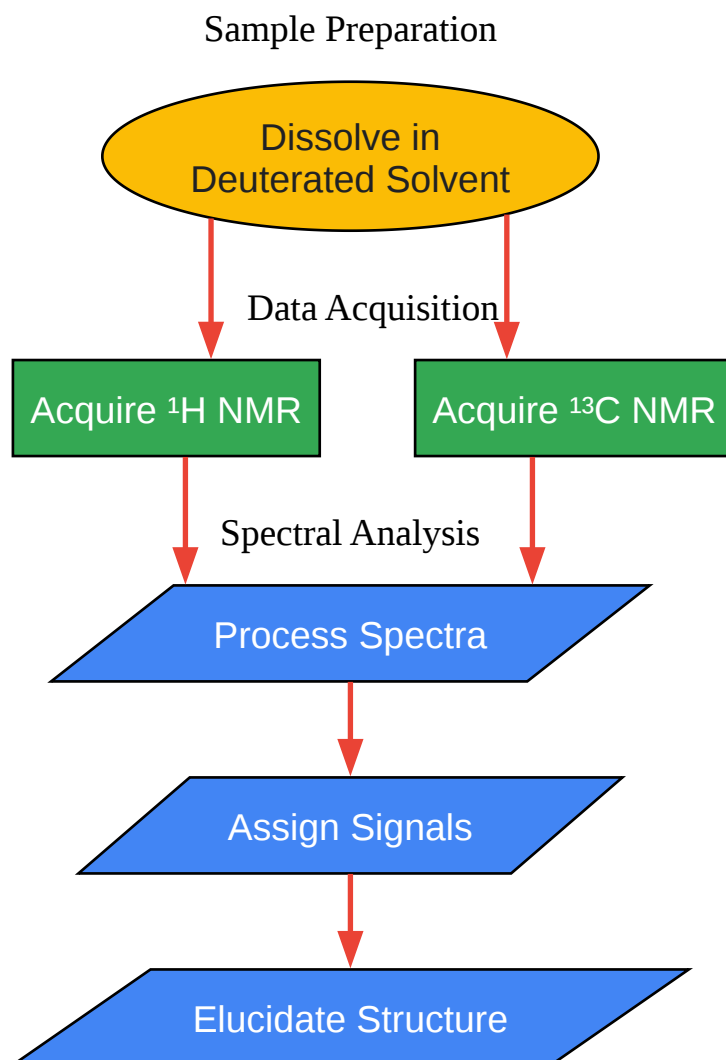 Sample Preparation
Dissolve in
Deuterated Solvent
Data Acquisition
Acquire ¹H NMR
Acquire ¹³C NMR
Spectral Analysis
Process Spectra
Assign Signals
Elucidate Structure